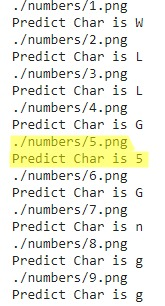 ./numbers/1.png
Predict Char is W
./numbers/2.png
Predict Char is L
./numbers/3.png
Predict Char is L
./numbers/4.png
Predict Char is G
./numbers/5.png
Predict Char is 5
./numbers/6.png
Predict Char is G
./numbers/7.png
Predict Char is n
./numbers/8.png
Predict Char is g
./numbers/9.png
Predict Char is g